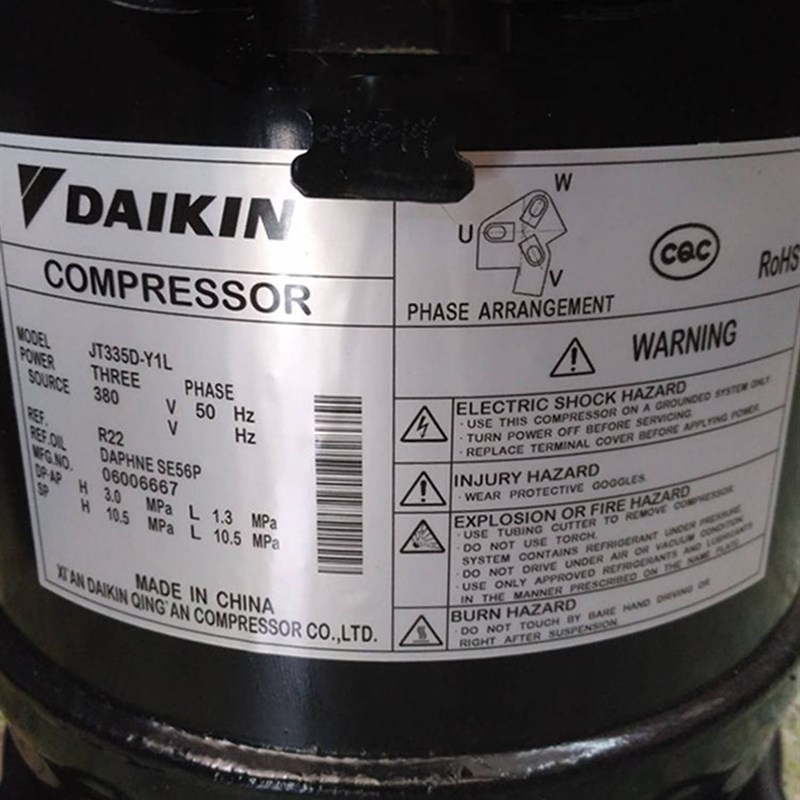 DAIKIN
COMPRESSOR
MODEL JT335D-Y1L
POWER THREE PHASE
SOURCE 380 V 50 Hz
V Hz
REF. R22
REF.OIL DAPHNE SE56P
MFG.NO. 06006667
DP-AP H 3.0 MPa L 1.3 MPa
SP H 10.5 MPa L 10.5 MPa
MADE IN CHINA
XI'AN DAIKIN QING'AN COMPRESSOR CO.,LTD.
W
U
V
PHASE ARRANGEMENT
CQC
RoHS
WARNING
ELECTRIC SHOCK HAZARD
· USE THIS COMPRESSOR ON A GROUNDED SYSTEM ONLY.
· TURN POWER OFF BEFORE SERVICING.
· REPLACE TERMINAL COVER BEFORE APPLYING POWER.
INJURY HAZARD
· WEAR PROTECTIVE GOGGLES.
EXPLOSION OR FIRE HAZARD
· USE TUBING CUTTER TO REMOVE COMPRESSOR.
· DO NOT USE TORCH.
SYSTEM CONTAINS REFRIGERANT UNDER PRESSURE.
· DO NOT DRIVE UNDER AIR OR VACUUM CONDITION.
· USE ONLY APPROVED REFRIGERANTS AND LUBRICANTS
IN THE MANNER PRESCRIBED ON THE NAME PLATE.
BURN HAZARD
· DO NOT TOUCH BY BARE HAND DRIVING OR
RIGHT AFTER SUSPENSION.